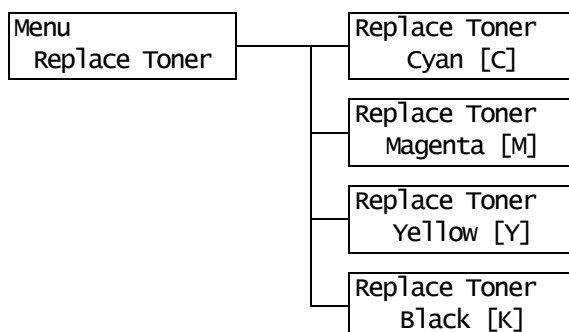 Menu
Replace Toner
Replace Toner
Cyan [C]
Replace Toner
Magenta [M]
Replace Toner
Yellow [Y]
Replace Toner
Black [K]